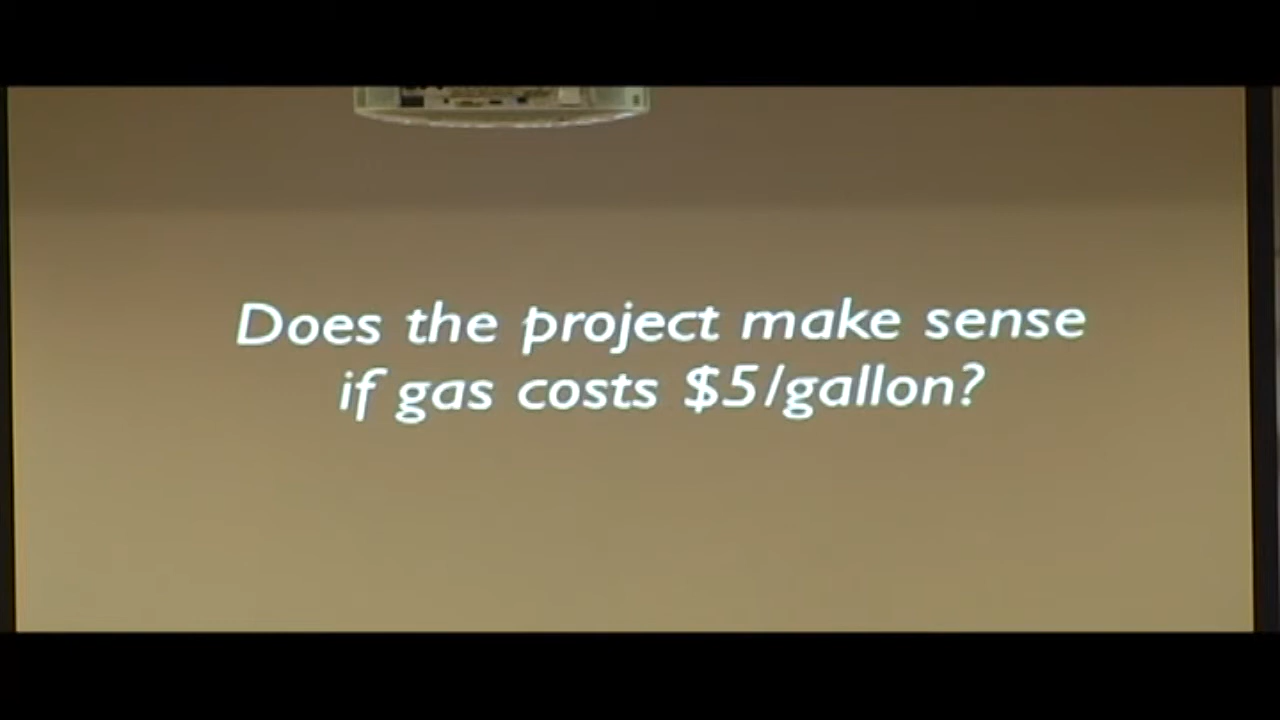 Does the project make sense
if gas costs $5/gallon?